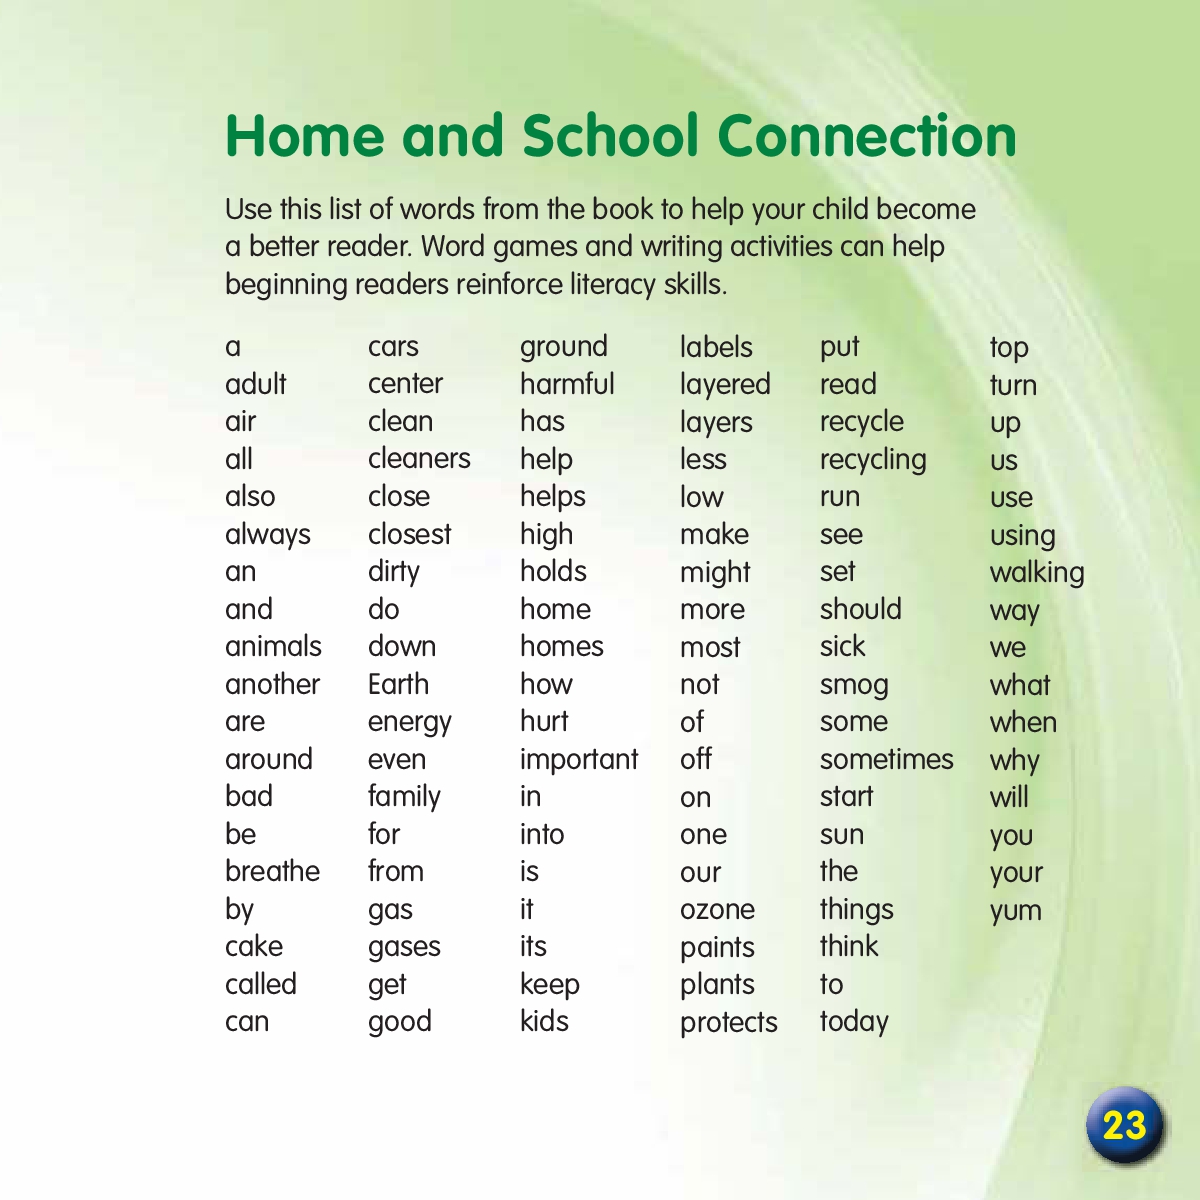 Home and School Connection
Use this list of words from the book to help your child become
a better reader. Word games and writing activities can help
beginning readers reinforce literacy skills.
a
adult
air
all
also
always
an
and
animals
another
are
around
bad
be
breathe
by
cake
called
can
cars
center
clean
cleaners
close
closest
dirty
do
down
Earth
energy
even
family
for
from
gas
gases
get
good
ground
harmful
has
help
helps
high
holds
home
homes
how
hurt
important
in
into
is
it
its
keep
kids
labels
layered
layers
less
low
make
might
more
most
not
of
off
on
one
our
ozone
paints
plants
protects
put
read
recycle
recycling
run
see
set
should
sick
smog
some
sometimes
start
sun
the
things
think
to
today
top
turn
up
us
use
using
walking
way
we
what
when
why
will
you
your
yum
23